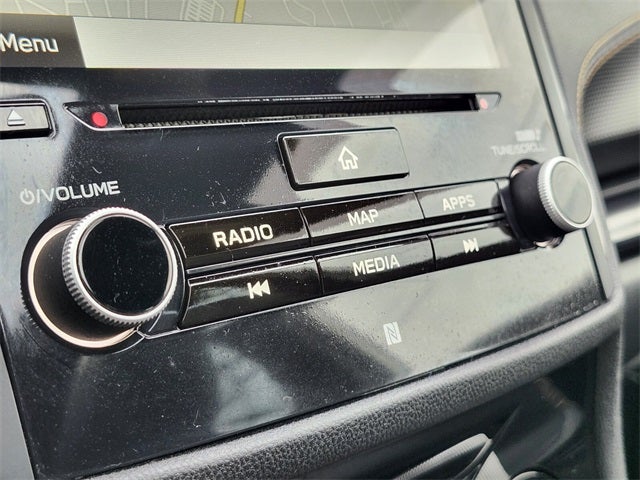 Menu
TUNE/SCROLL
/VOLUME
RADIO
MAP
APPS
MEDIA
N